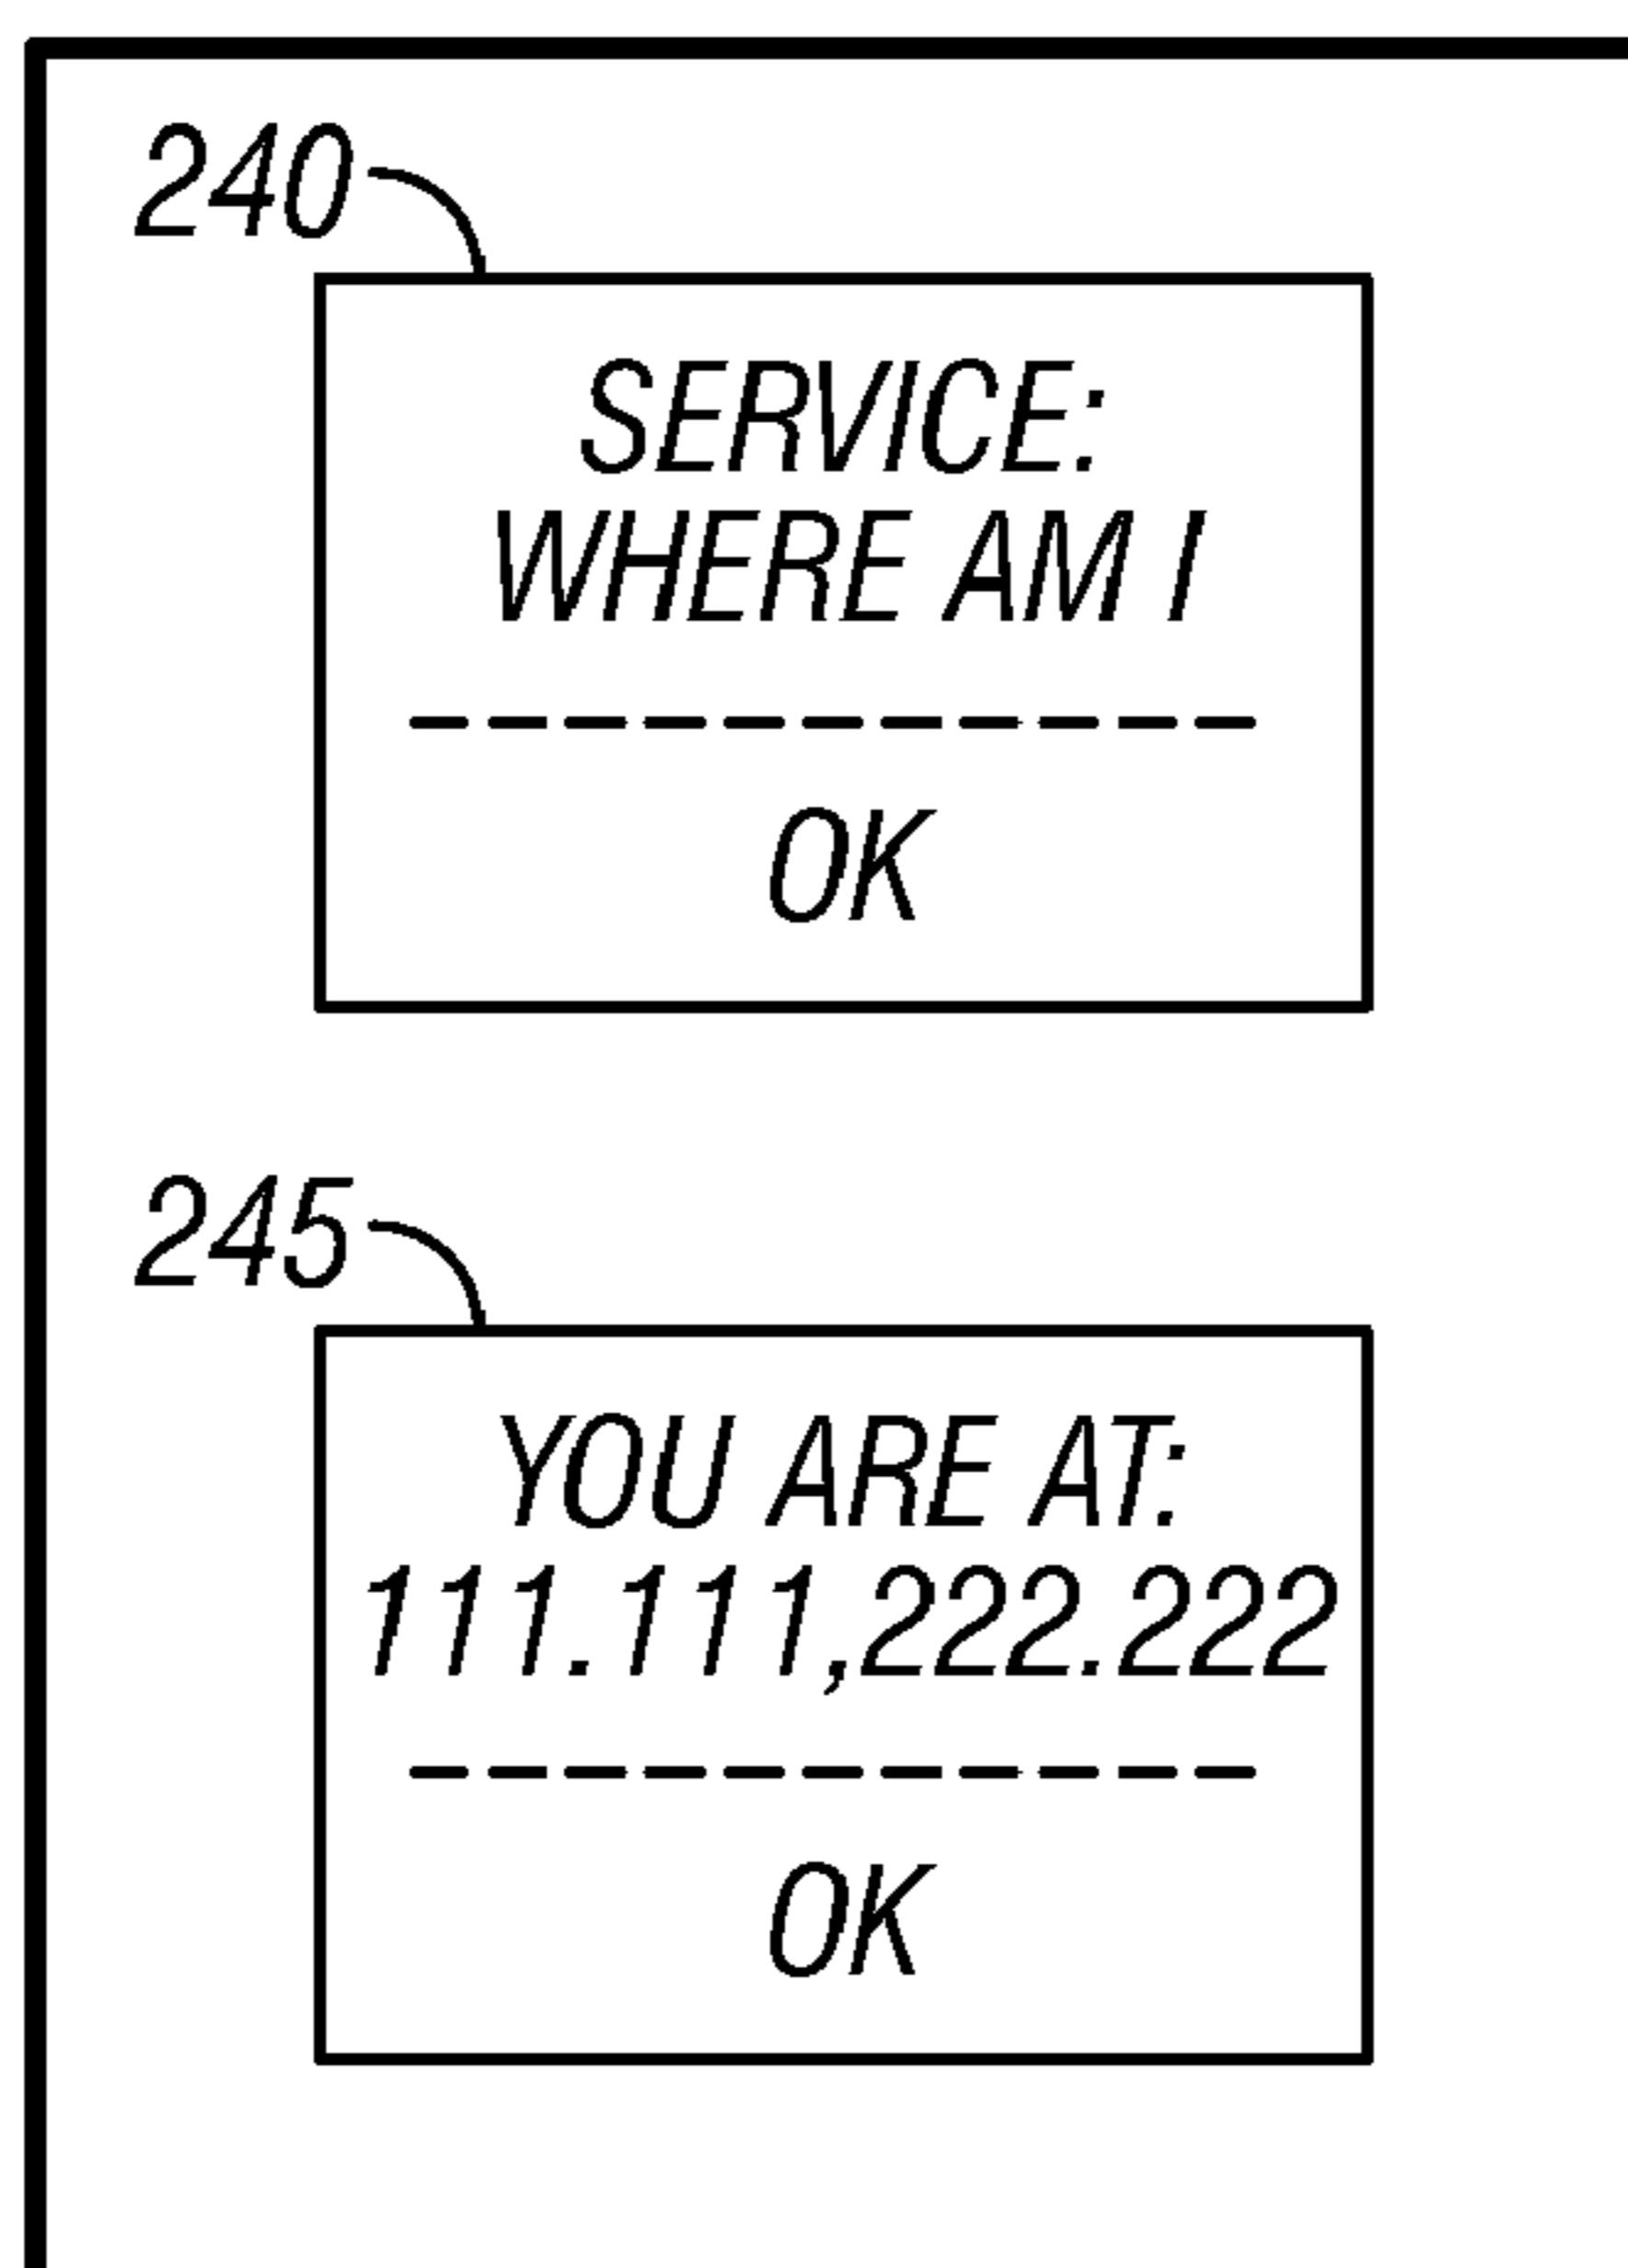 240
SERVICE:
WHERE AM I
OK
245
YOU ARE AT:
111.111,222.222
OK